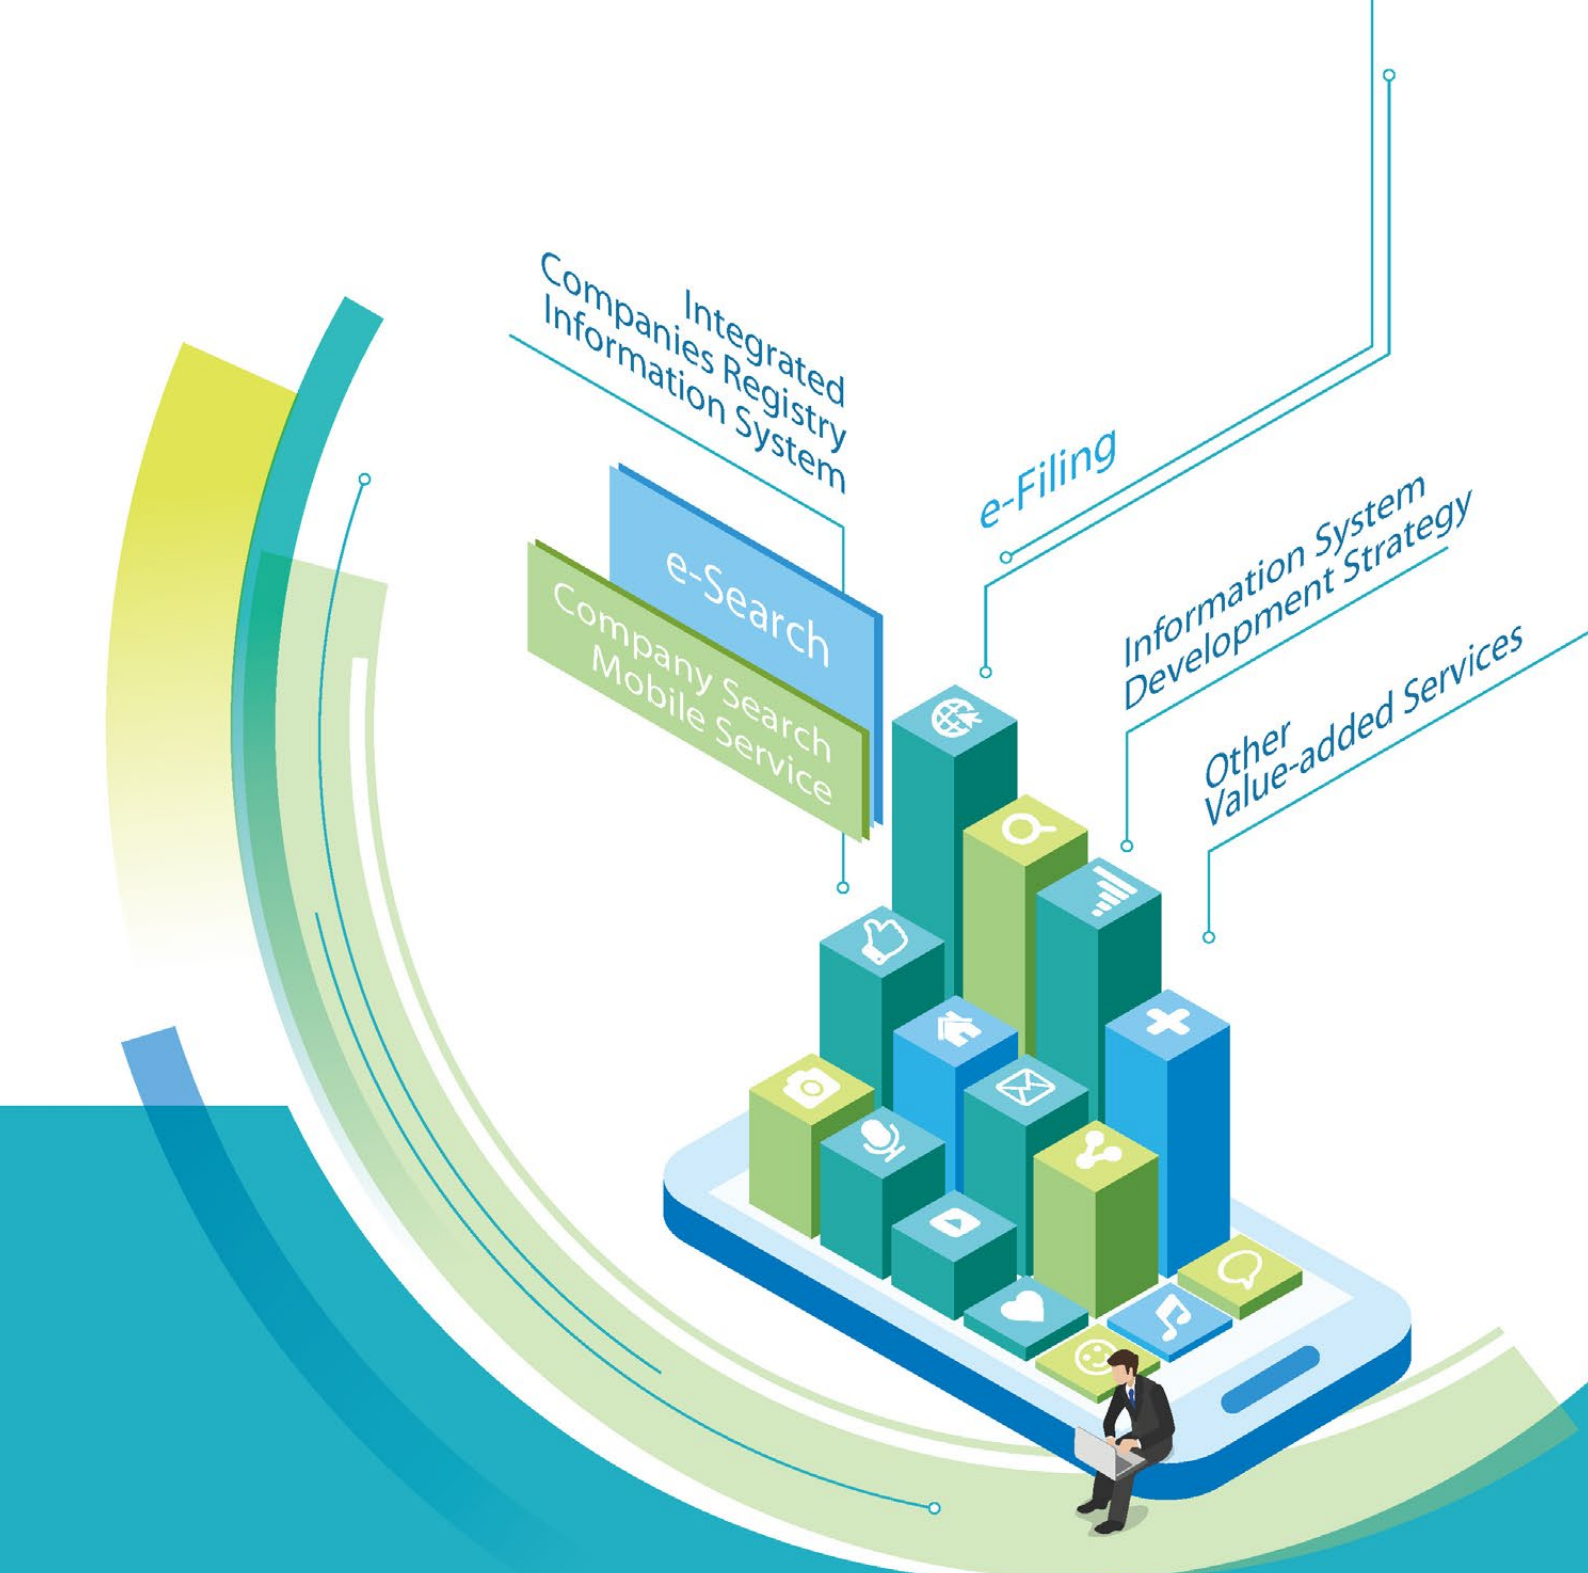 Integrated
Companies Registry
Information System
e-Search
Company Search
Mobile Service
e-Filing
Information System
Development Strategy
Other
Value-added Services